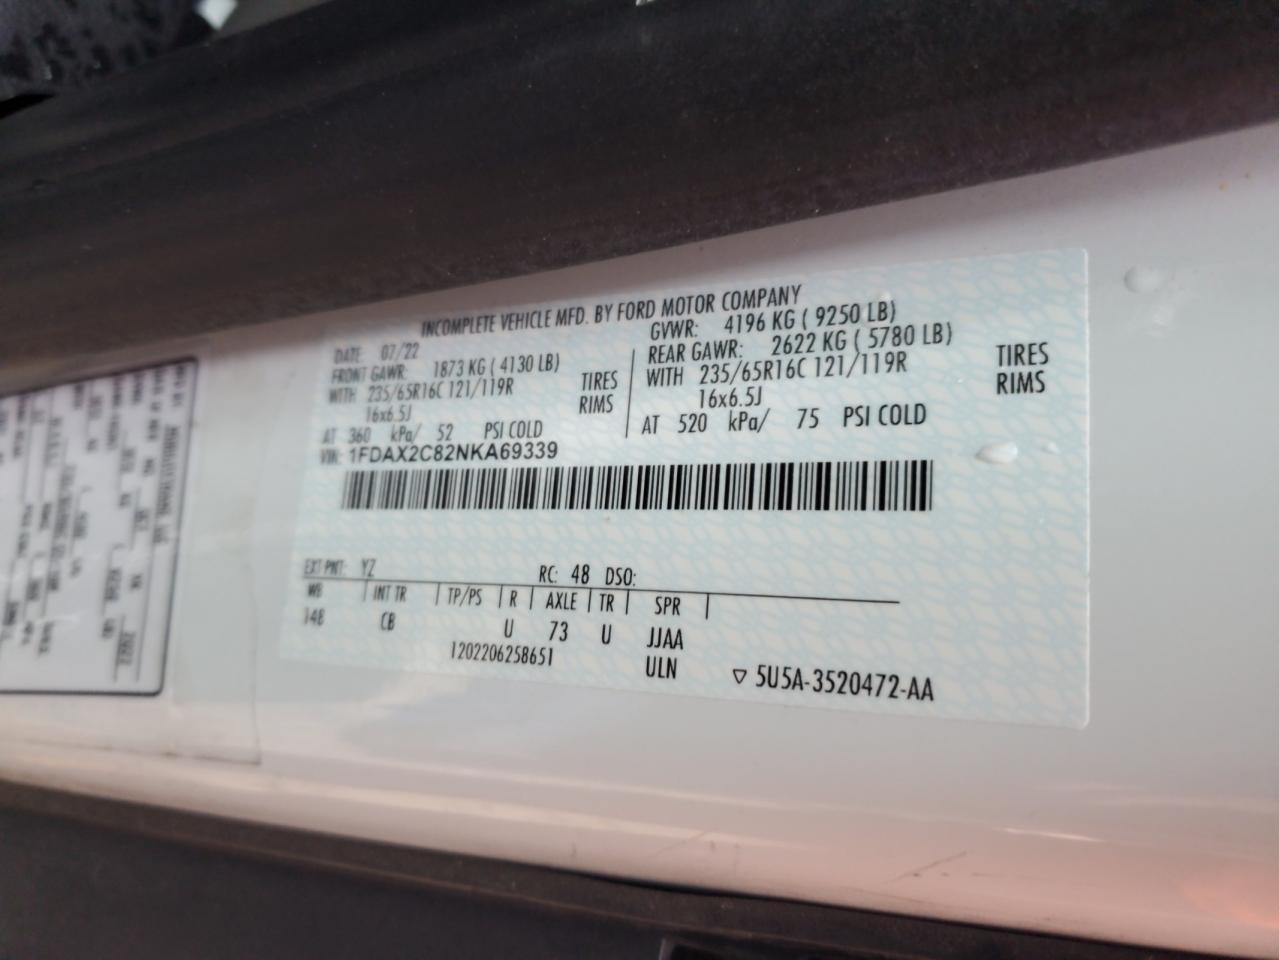 INCOMPLETE VEHICLE MFD. BY FORD MOTOR COMPANY
DATE 07/22
GVWR: 4196 KG ( 9250 LB)
FRONT GAWR: 1873 KG ( 4130 LB)
REAR GAWR: 2622 KG ( 5780 LB)
WITH 235/65R16C 121/119R TIRES
WITH 235/65R16C 121/119R TIRES
16x6.5J RIMS
16x6.5J RIMS
AT 360 kPa/ 52 PSI COLD
AT 520 kPa/ 75 PSI COLD
VIN: 1FDAX2C82NKA69339
EXT PNT: YZ RC: 48 DSO:
WB INT TR TP/PS R AXLE TR SPR
148 CB U 73 U JJAA
1202206258651 ULN
▽ 5U5A-3520472-AA